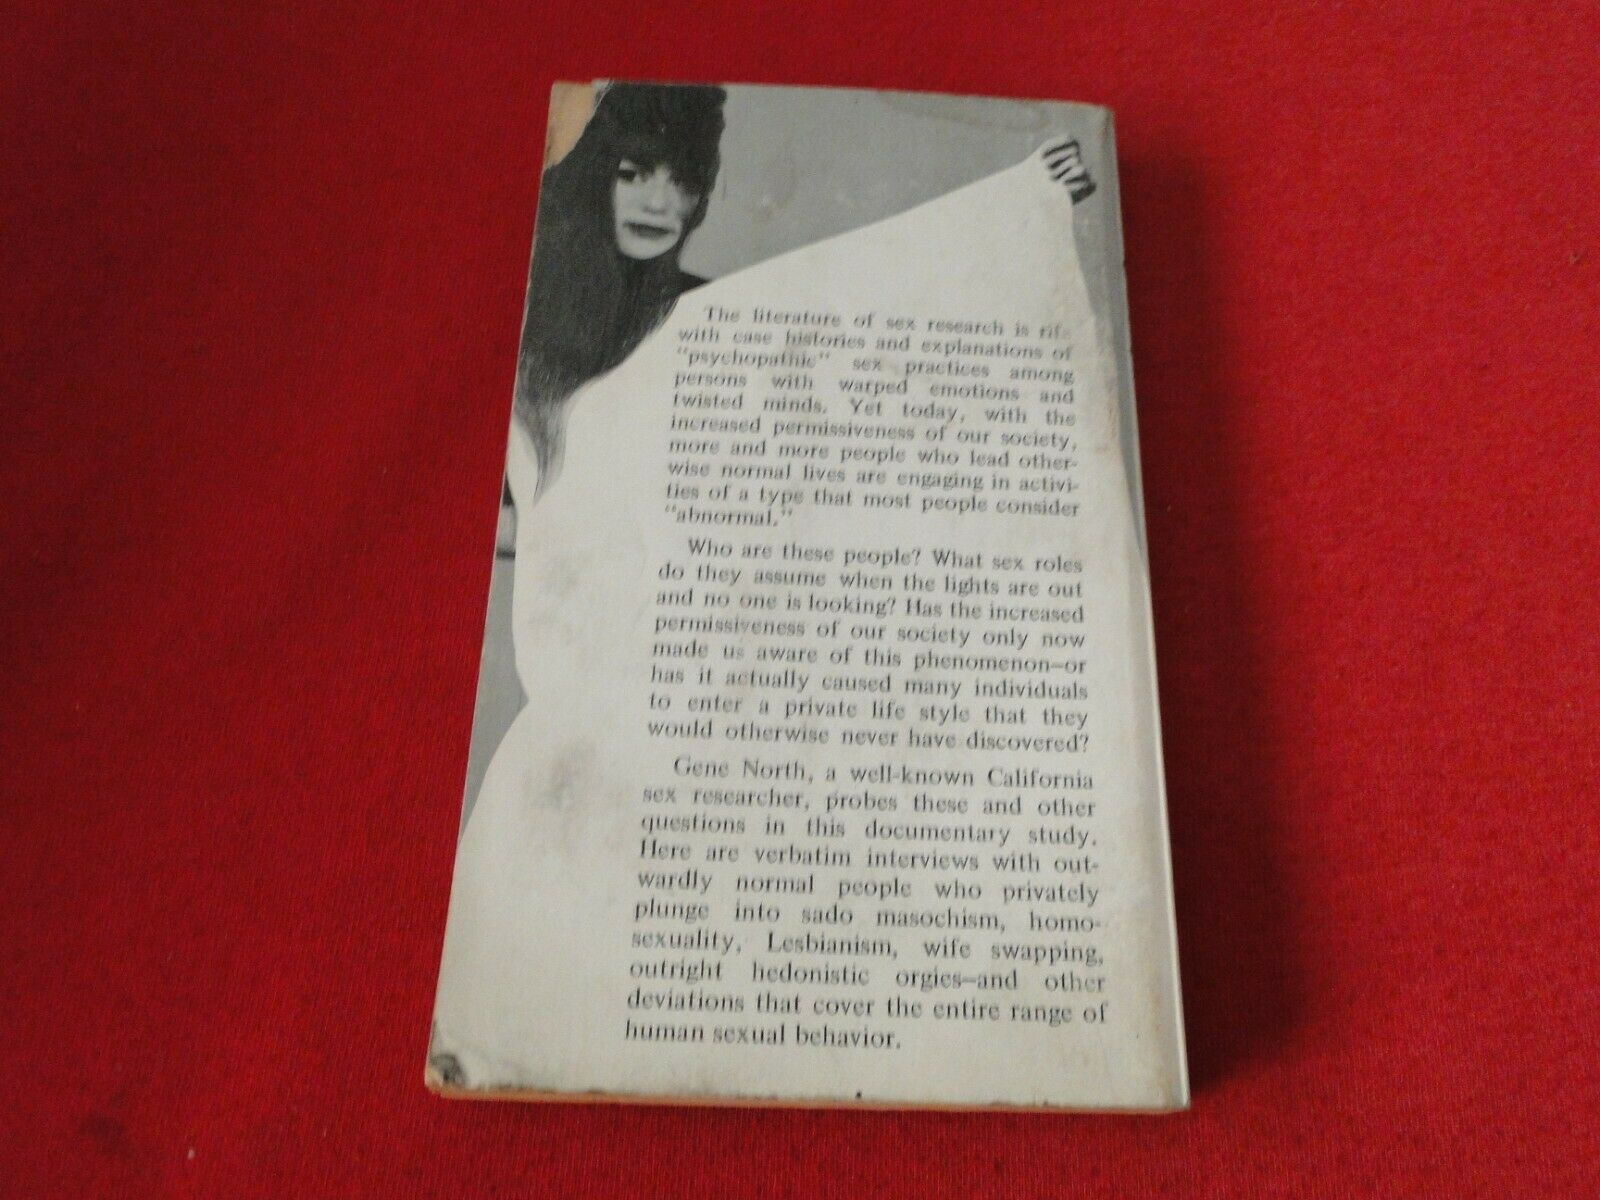 The literature of sex research is rife
with case histories and explanations of
"psychopathic" sex practices among
persons with warped emotions and
twisted minds. Yet today, with the
increased permissiveness of our society,
more and more people who lead other-
wise normal lives are engaging in activi-
ties of a type that most people consider
"abnormal."
Who are these people? What sex roles
do they assume when the lights are out
and no one is looking? Has the increased
permissiveness of our society only now
made us aware of this phenomenon—or
has it actually caused many individuals
to enter a private life style that they
would otherwise never have discovered?
Gene North, a well-known California
sex researcher, probes these and other
questions in this documentary study.
Here are verbatim interviews with out-
wardly normal people who privately
plunge into sado masochism, homo-
sexuality, Lesbianism, wife swapping,
outright hedonistic orgies—and other
deviations that cover the entire range of
human sexual behavior.